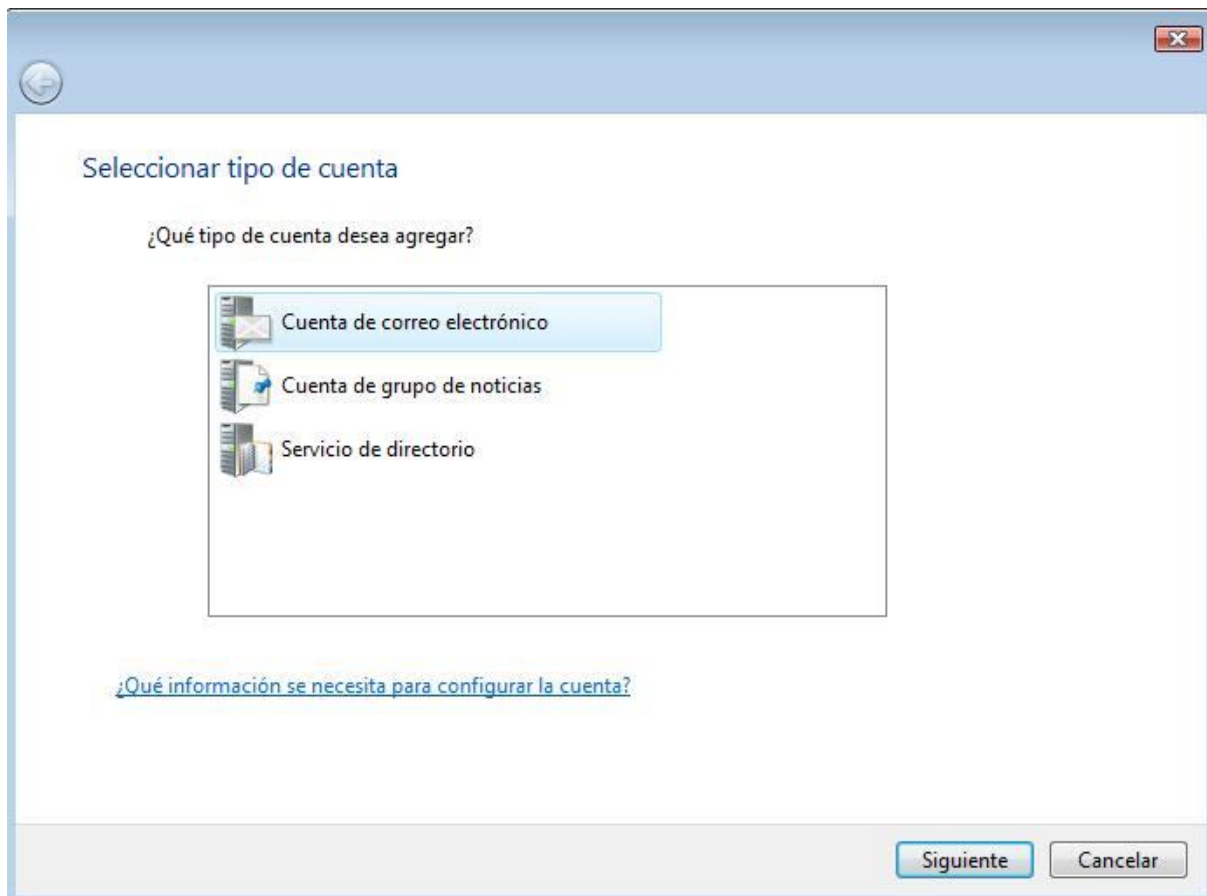 Seleccionar tipo de cuenta
¿Qué tipo de cuenta desea agregar?
Cuenta de correo electrónico
Cuenta de grupo de noticias
Servicio de directorio
¿Qué información se necesita para configurar la cuenta?
Siguiente
Cancelar